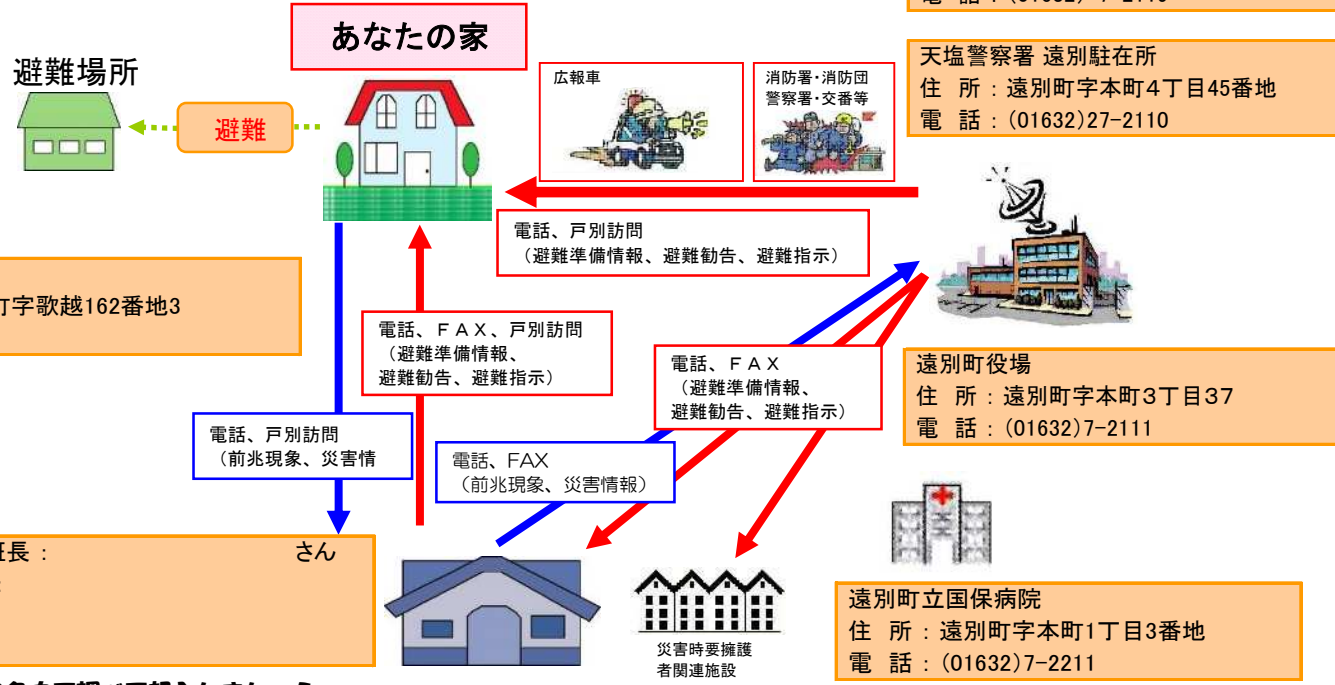 あなたの家
避難場所
避難
広報車
消防署・消防団
警察署・交番等
天塩警察署 遠別駐在所
住 所：遠別町字本町4丁目45番地
電 話：(01632)27-2110
電話、戸別訪問
（避難準備情報、避難勧告、避難指示）
町字歌越162番地3
電話、ＦＡＸ、戸別訪問
（避難準備情報、
避難勧告、避難指示）
電話、ＦＡＸ
（避難準備情報、
避難勧告、避難指示）
遠別町役場
住 所：遠別町字本町3丁目37
電 話：(01632)7-2111
電話、戸別訪問
（前兆現象、災害情
電話、FAX
（前兆現象、災害情報）
班長： さん
：
災害時要擁護
者関連施設
遠別町立国保病院
住 所：遠別町字本町1丁目3番地
電 話：(01632)7-2211